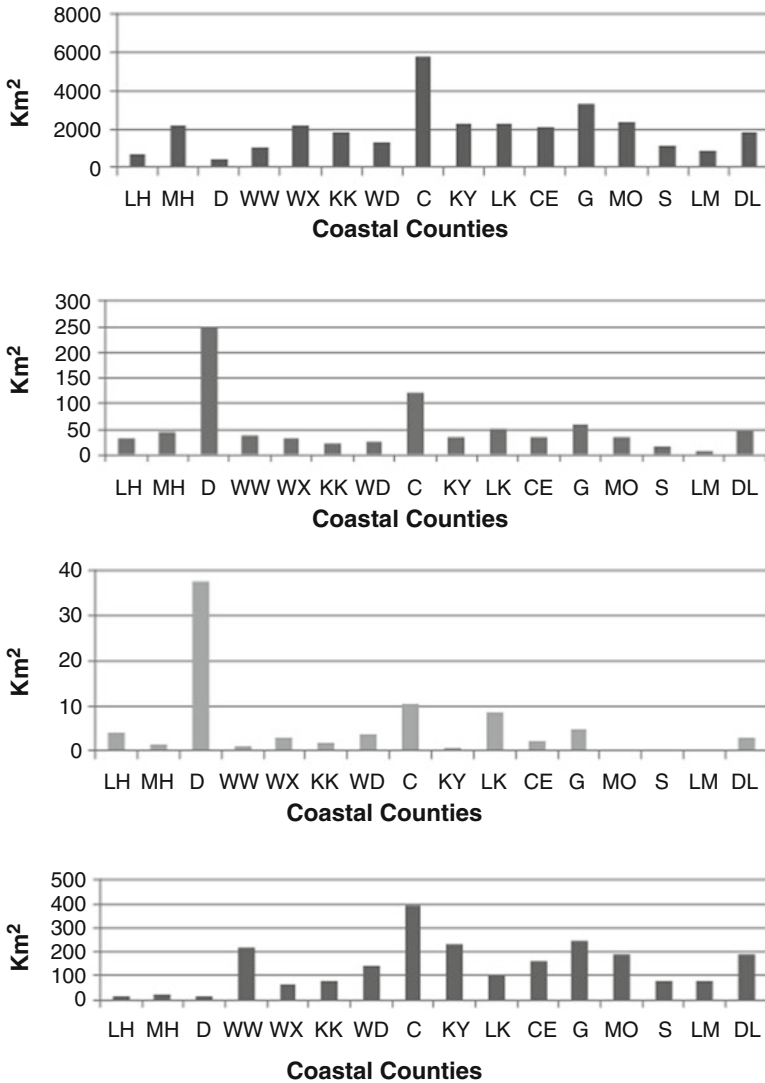 8000
6000
4000
2000
0
Km²
LH MH D WW WX KK WD C KY LK CE G MO S LM DL
Coastal Counties
300
250
200
150
100
50
0
Km²
LH MH D WW WX KK WD C KY LK CE G MO S LM DL
Coastal Counties
40
30
20
10
0
Km²
LH MH D WW WX KK WD C KY LK CE G MO S LM DL
Coastal Counties
500
400
300
200
100
0
Km²
LH MH D WW WX KK WD C KY LK CE G MO S LM DL
Coastal Counties